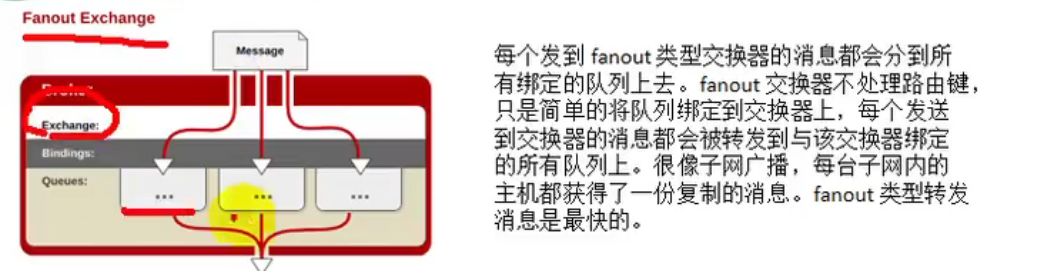 Fanout Exchange
Message
Broker
Exchange:
Bindings:
Queues:
...
...
...
每个发到 fanout 类型交换器的消息都会分到所
有绑定的队列上去。fanout 交换器不处理路由键，
只是简单的将队列绑定到交换器上，每个发送
到交换器的消息都会被转发到与该交换器绑定
的所有队列上。很像子网广播，每台子网内的
主机都获得了一份复制的消息。fanout 类型转发
消息是最快的。